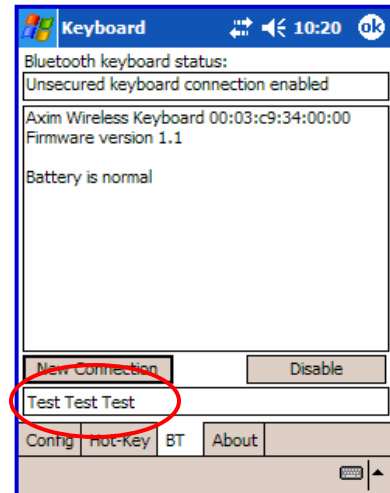 Keyboard 10:20 ok
Bluetooth keyboard status:
Unsecured keyboard connection enabled
Axim Wireless Keyboard 00:03:c9:34:00:00
Firmware version 1.1
Battery is normal
New Connection Disable
Test Test Test
Config Hot-Key BT About